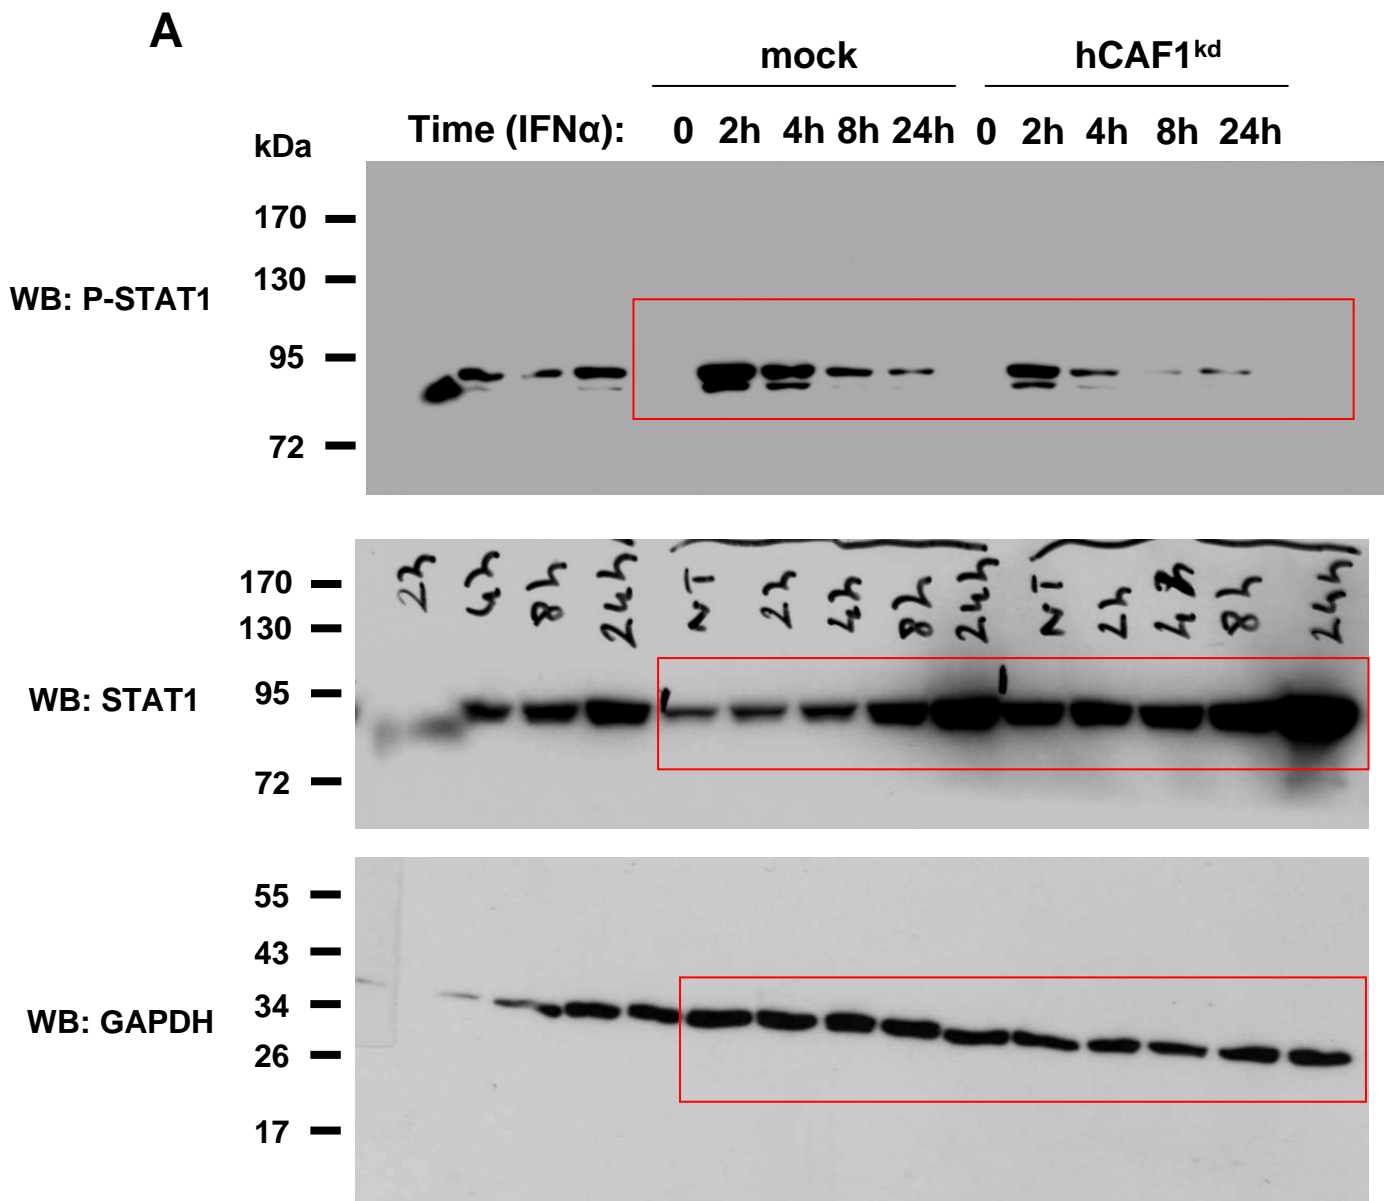 A
mock hCAF1kd
Time (IFNα): 0 2h 4h 8h 24h 0 2h 4h 8h 24h
kDa
170
130
WB: P-STAT1
95
72
2h 4h 8h 24h NT 2h 4h 8h 24h NT 2h 4h 8h 24h
170
130
WB: STAT1
95
72
55
43
34
WB: GAPDH
26
17